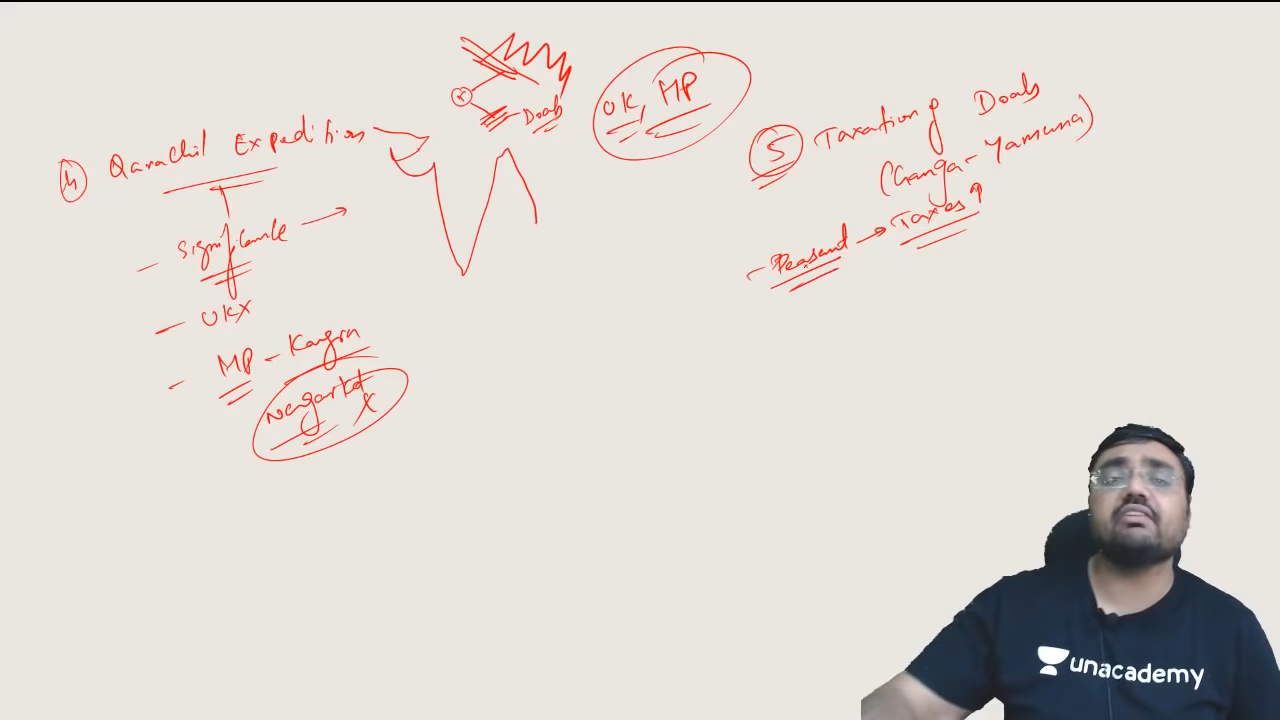 ④ Qarachil Expedition
- Significance →
- UKX
- MP - Kangra
Nagarkot X
Doab
UK, MP
⑤ Taxation of Doab
(Ganga - Yamuna)
- Peasant → Taxes ↑
unacademy